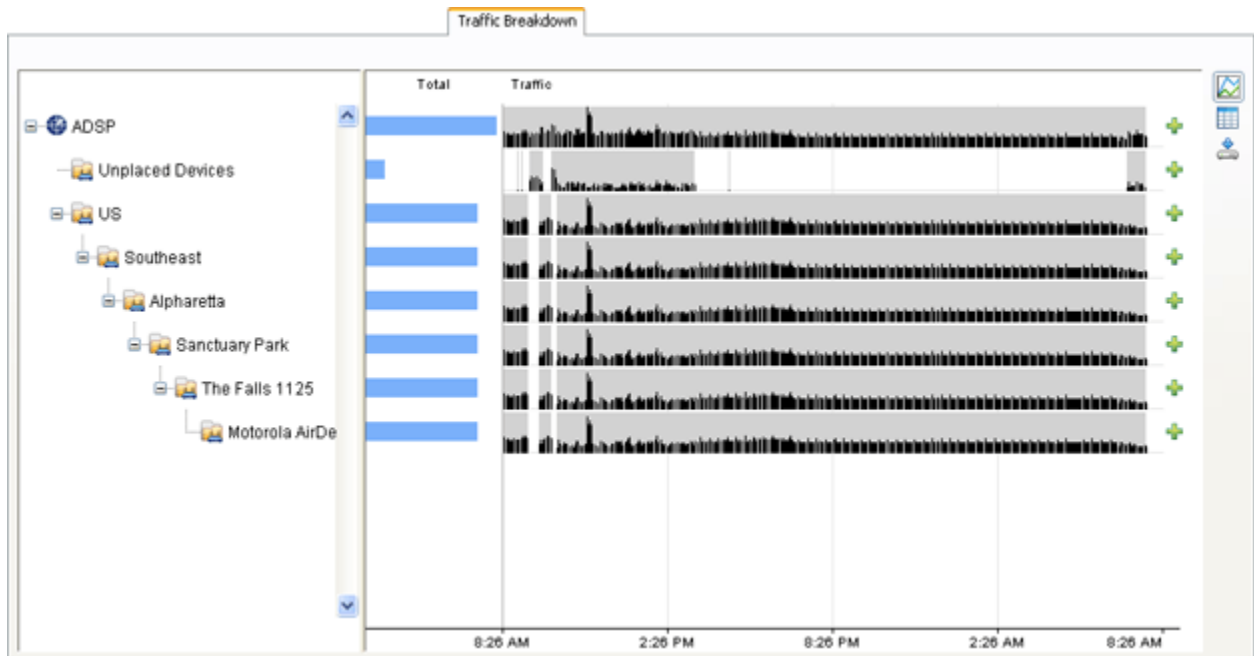 Traffic Breakdown
Total Traffic
ADSP
Unplaced Devices
US
Southeast
Alpharetta
Sanctuary Park
The Falls 1125
Motorola AirDe
8:26 AM 2:26 PM 8:26 PM 2:26 AM 8:26 AM